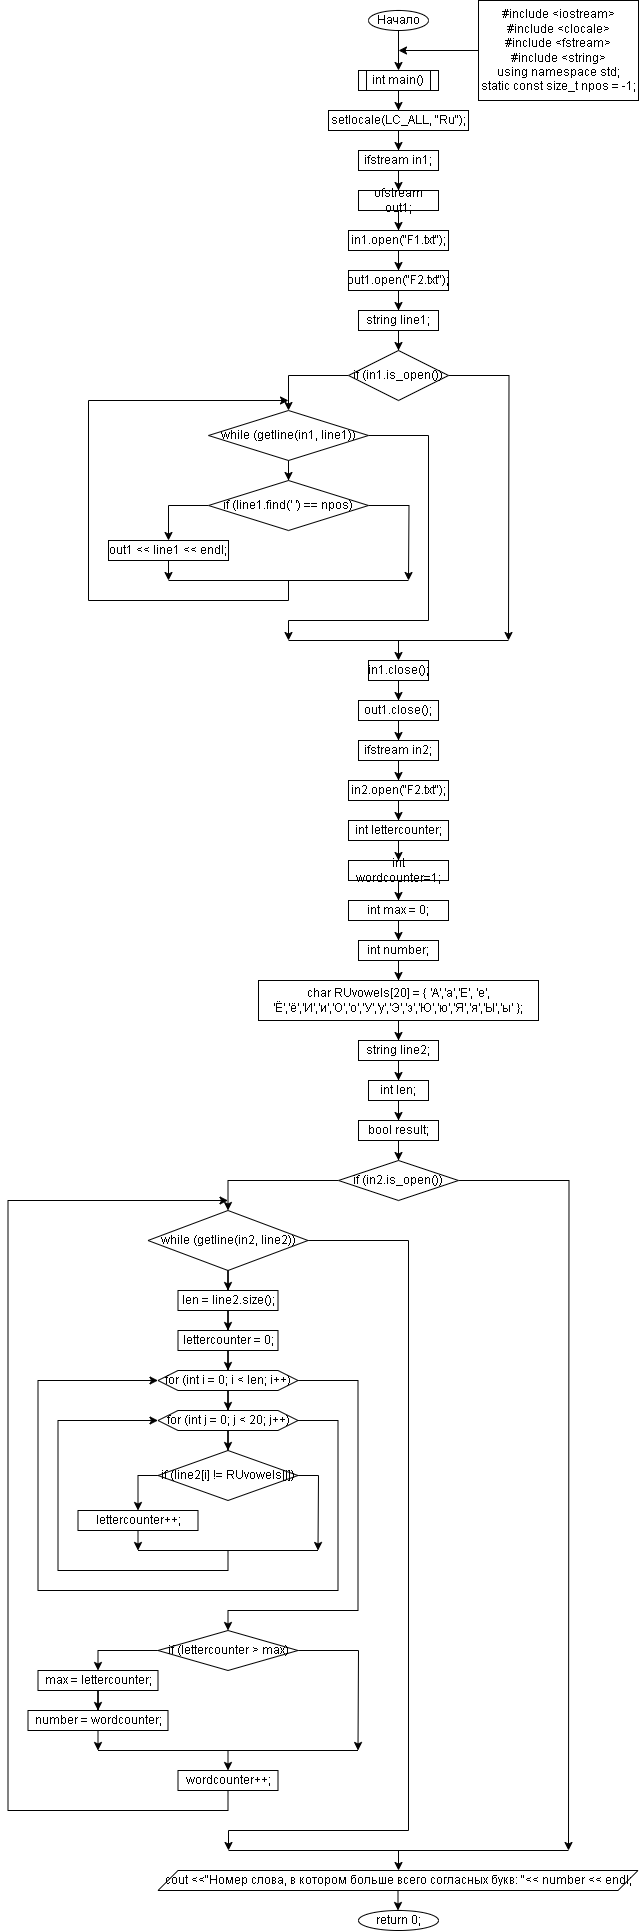 Начало
#include <iostream>
#include <clocale>
#include <fstream>
#include <string>
using namespace std;
static const size_t npos = -1;
int main()
setlocale(LC_ALL, "Ru");
ifstream in1;
ofstream
out1;
in1.open("F1.txt");
out1.open("F2.txt");
string line1;
if (in1.is_open())
while (getline(in1, line1))
if (line1.find(' ') == npos)
out1 << line1 << endl;
in1.close();
out1.close();
ifstream in2;
in2.open("F2.txt");
int lettercounter;
int
wordcounter=1;
int max = 0;
int number;
char RUvowels[20] = { 'А','а','Е', 'е',
'Ё','ё','И','и','О','о','У','у','Э','э','Ю','ю','Я','я','Ы','ы' };
string line2;
int len;
bool result;
if (in2.is_open())
while (getline(in2, line2))
len = line2.size();
lettercounter = 0;
for (int i = 0; i < len; i++)
for (int j = 0; j < 20; j++)
if (line2[i] != RUvowels[j])
lettercounter++;
if (lettercounter > max)
max = lettercounter;
number = wordcounter;
wordcounter++;
cout <<"Номер слова, в котором больше всего согласных букв: "<< number << endl;
return 0;